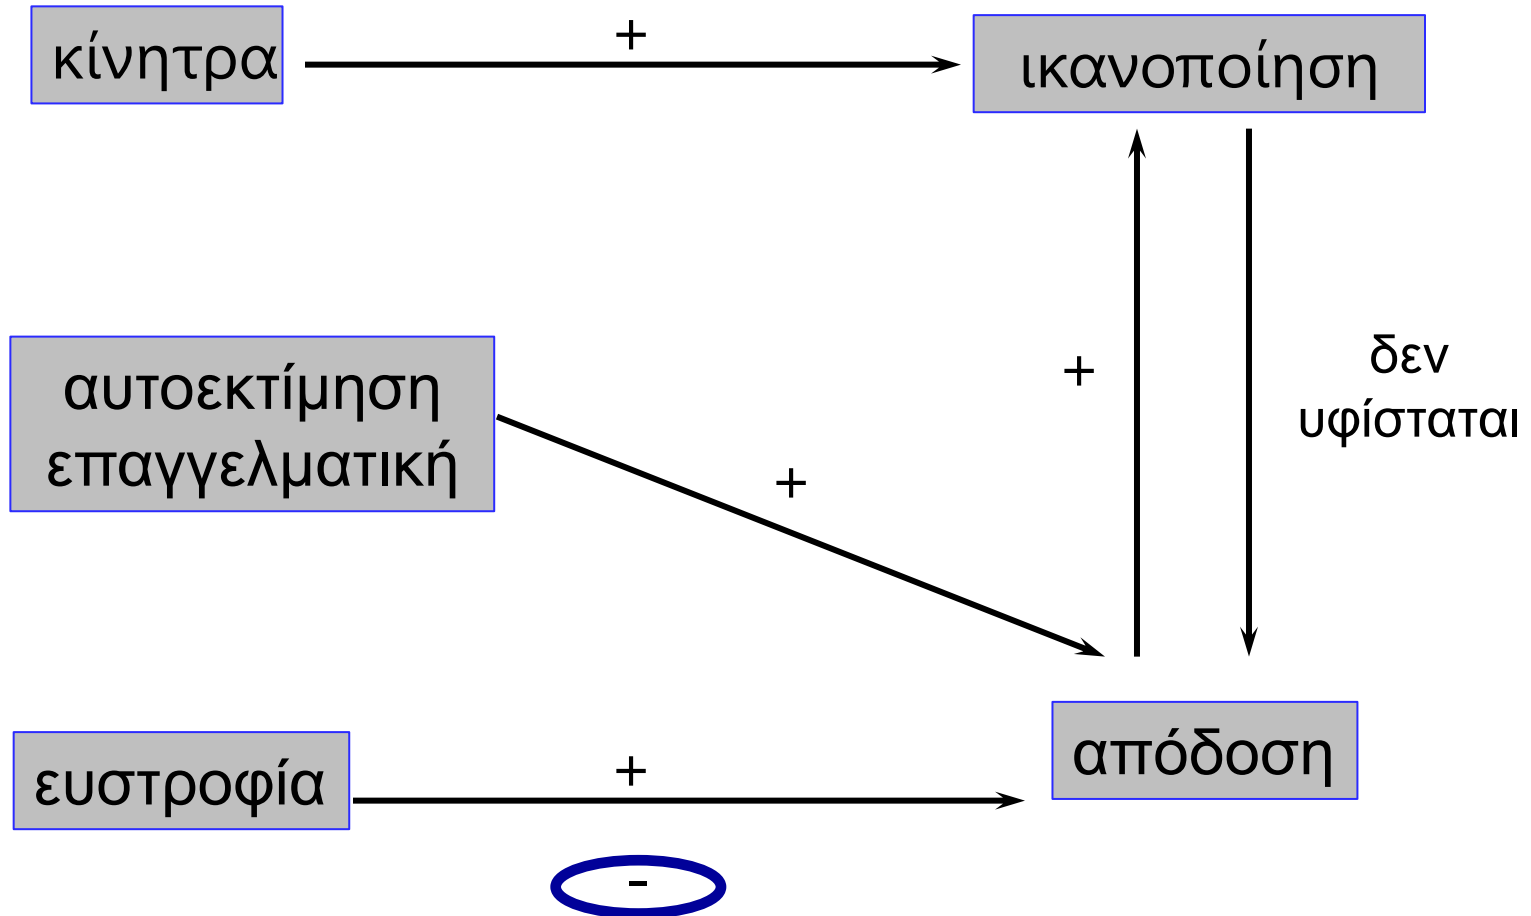 κίνητρα
+
ικανοποίηση
αυτοεκτίμηση
επαγγελματική
+
+
δεν
υφίσταται
ευστροφία
+
απόδοση
-